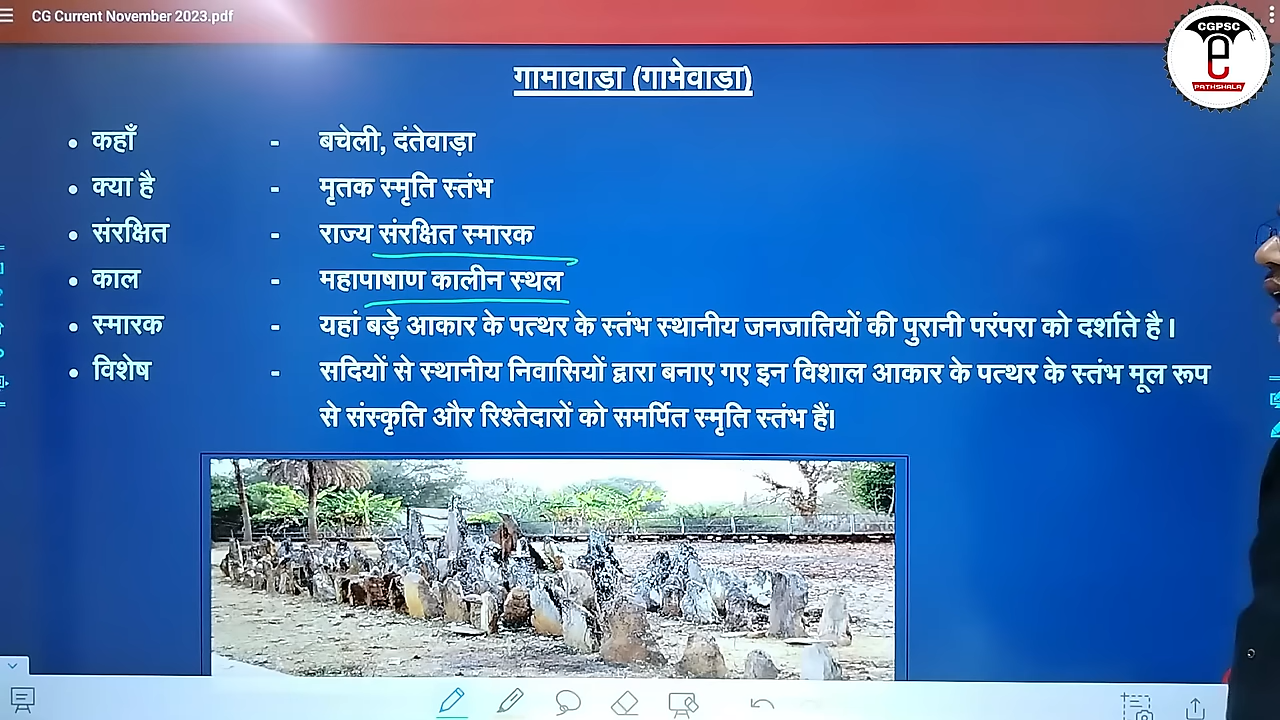 CG Current November 2023.pdf
CGPSC
e
PATHSHALA
गामावाडा (गामेवाडा)
• कहाँ - बचेली, दंतेवाड़ा
• क्या है - मृतक स्मृति स्तंभ
• संरक्षित - राज्य संरक्षित स्मारक
• काल - महापाषाण कालीन स्थल
• स्मारक - यहां बड़े आकार के पत्थर के स्तंभ स्थानीय जनजातियों की पुरानी परंपरा को दर्शाते है ।
• विशेष - सदियों से स्थानीय निवासियों द्वारा बनाए गए इन विशाल आकार के पत्थर के स्तंभ मूल रूप
से संस्कृति और रिश्तेदारों को समर्पित स्मृति स्तंभ हैं।